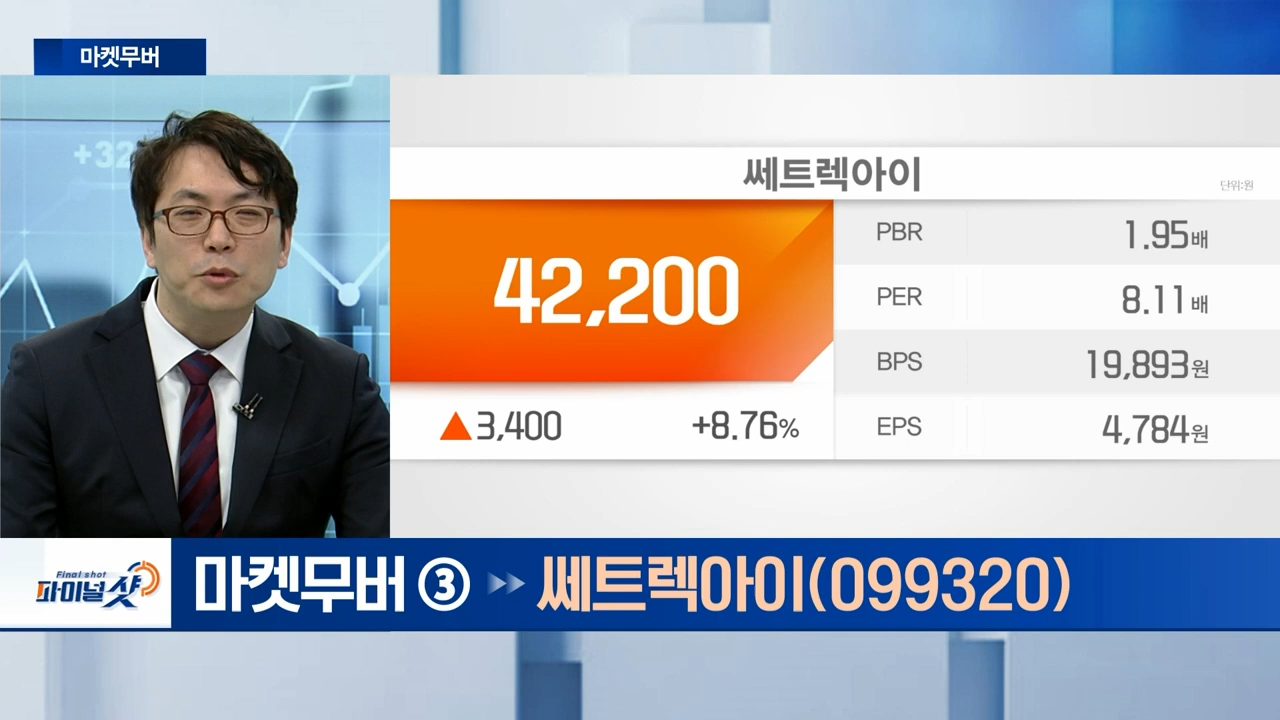 마켓무버
+32
쎄트렉아이
단위:원
42,200
▲3,400 +8.76%
PBR 1.95배
PER 8.11배
BPS 19,893원
EPS 4,784원
Final shot
파이널샷
마켓무버 ③ ▶▶ 쎄트렉아이(099320)